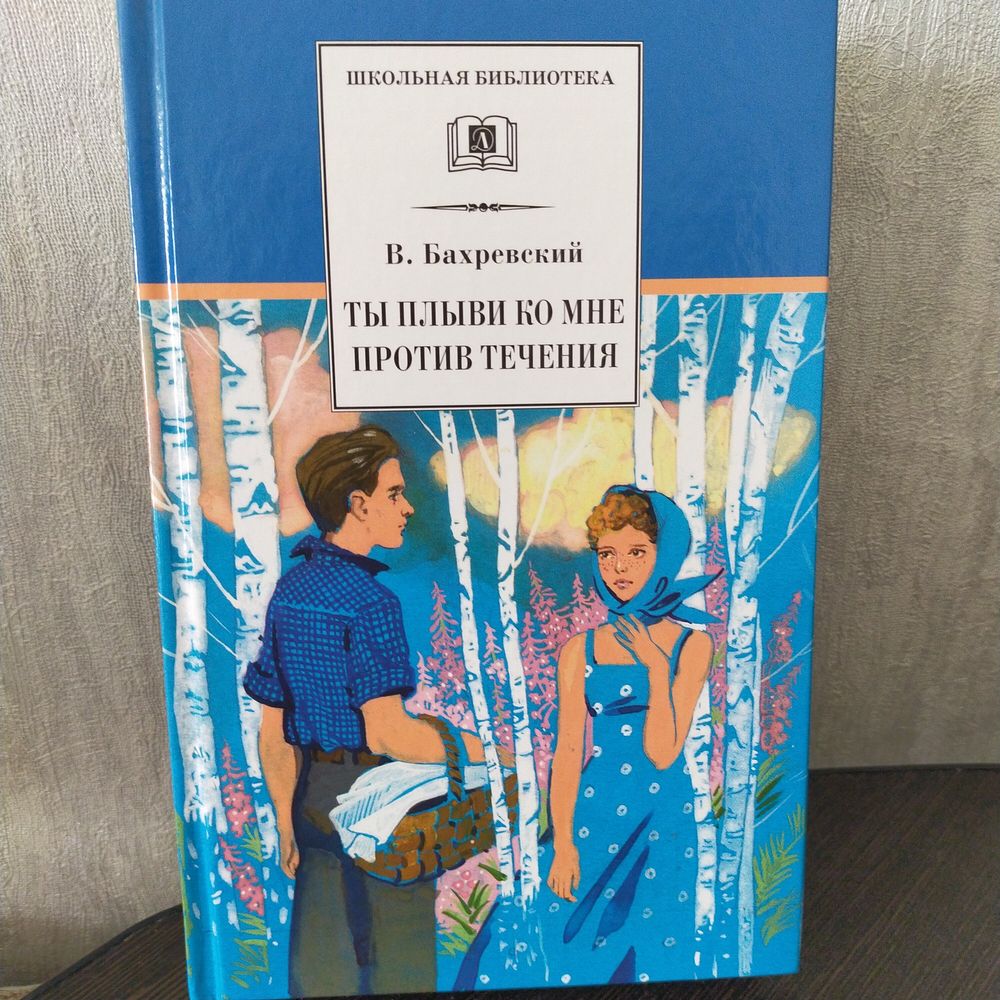 ШКОЛЬНАЯ БИБЛИОТЕКА
Д
В. Бахревский
ТЫ ПЛЫВИ КО МНЕ
ПРОТИВ ТЕЧЕНИЯ